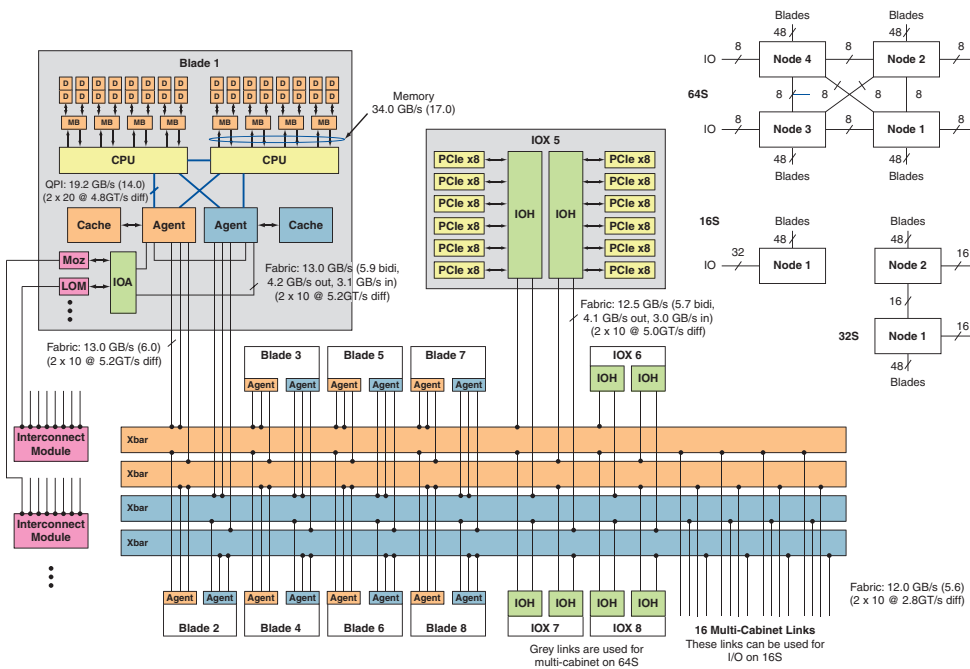 Blade 1
D D D D D D D D D D D D D D D D
D D D D D D D D D D D D D D D D
MB MB MB MB MB MB MB MB
Memory
34.0 GB/s (17.0)
CPU CPU
QPI: 19.2 GB/s (14.0)
(2 x 20 @ 4.8GT/s diff)
Cache Agent Agent Cache
Moz
LOM
IOA
Fabric: 13.0 GB/s (5.9 bidi,
4.2 GB/s out, 3.1 GB/s in)
(2 x 10 @ 5.2GT/s diff)
Fabric: 13.0 GB/s (6.0)
(2 x 10 @ 5.2GT/s diff)
IOX 5
PCIe x8 PCIe x8
PCIe x8 PCIe x8
PCIe x8 PCIe x8
PCIe x8 PCIe x8
PCIe x8 PCIe x8
PCIe x8 PCIe x8
IOH IOH
Fabric: 12.5 GB/s (5.7 bidi,
4.1 GB/s out, 3.0 GB/s in)
(2 x 10 @ 5.0GT/s diff)
Blades Blades
48 48
IO 8 Node 4 8 Node 2 8
64S
8 8 8 8
IO 8 Node 3 8 Node 1 8
48 48
Blades Blades
16S
Blades
48
IO 32 Node 1
Blades
48
Node 2 16
16
32S
Node 1 16
48
Blades
Blade 3 Blade 5 Blade 7
Agent Agent Agent Agent Agent Agent
IOX 6
IOH IOH
Interconnect
Module
Interconnect
Module
Xbar
Xbar
Xbar
Xbar
Agent Agent Agent Agent Agent Agent Agent Agent
Blade 2 Blade 4 Blade 6 Blade 8
IOH IOH IOH IOH
IOX 7 IOX 8
Grey links are used for
multi-cabinet on 64S
16 Multi-Cabinet Links
These links can be used for
I/O on 16S
Fabric: 12.0 GB/s (5.6)
(2 x 10 @ 2.8GT/s diff)